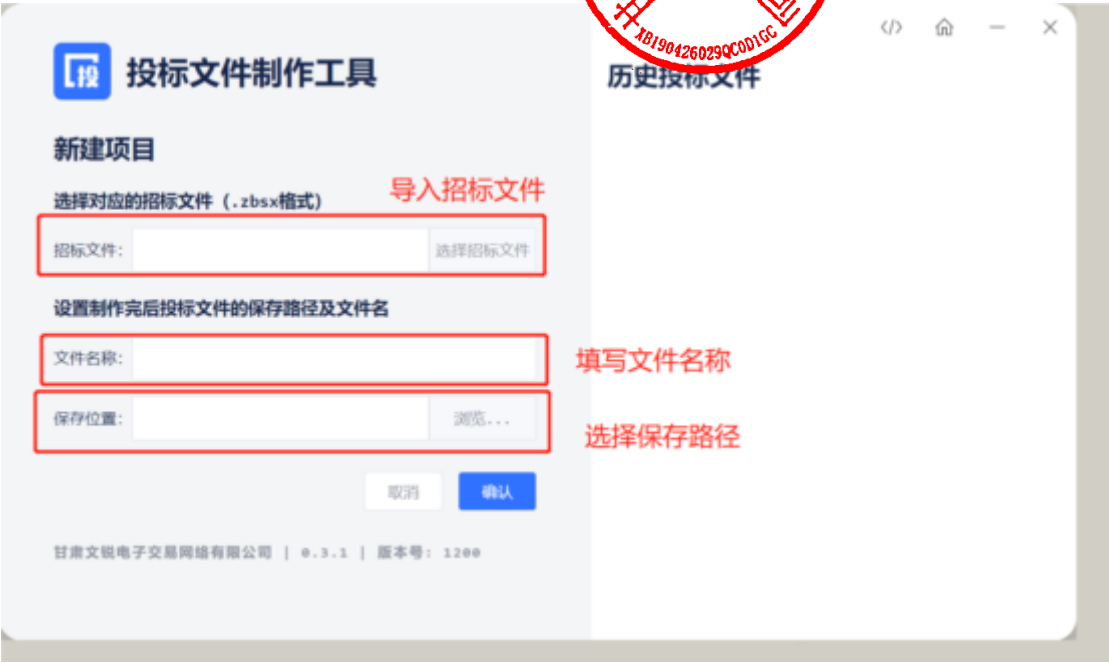 XB190426029QC0D1GC
投
投标文件制作工具
历史投标文件
新建项目
选择对应的招标文件（.zbsx格式）
导入招标文件
招标文件：
选择招标文件
设置制作完后投标文件的保存路径及文件名
文件名称：
填写文件名称
保存位置：
浏览...
选择保存路径
取消
确认
甘肃文锐电子交易网络有限公司 | 0.3.1 | 版本号：1200